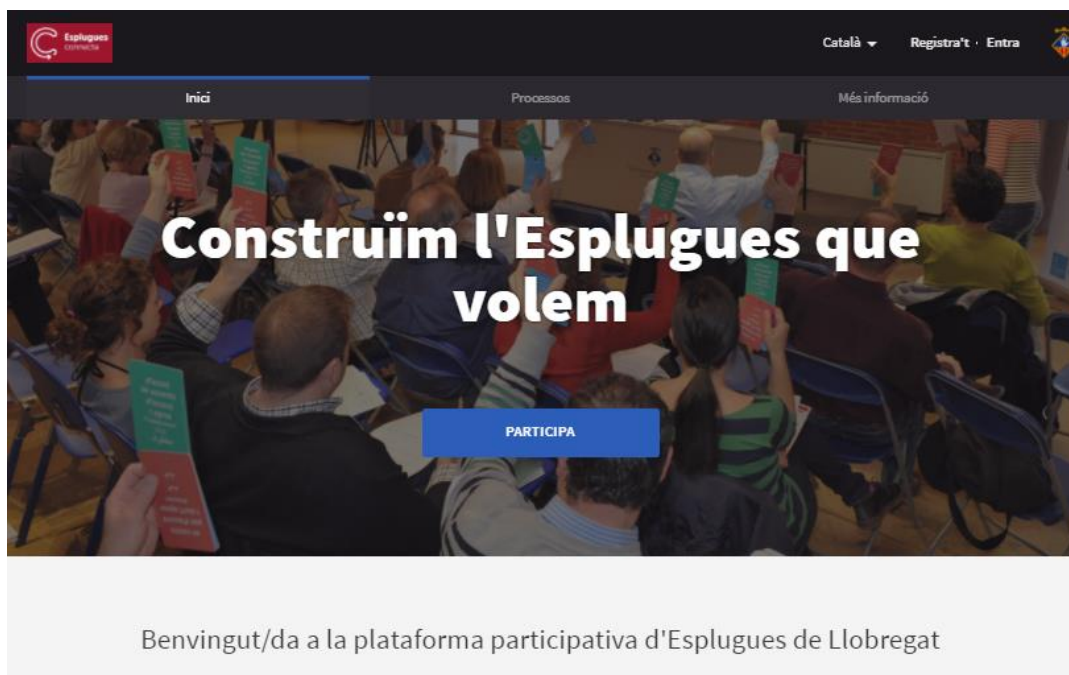 Esplugues
connecta
Català
Registra't · Entra
Inici
Processos
Més informació
Construïm l'Esplugues que
volem
PARTICIPA
Benvingut/da a la plataforma participativa d'Esplugues de Llobregat